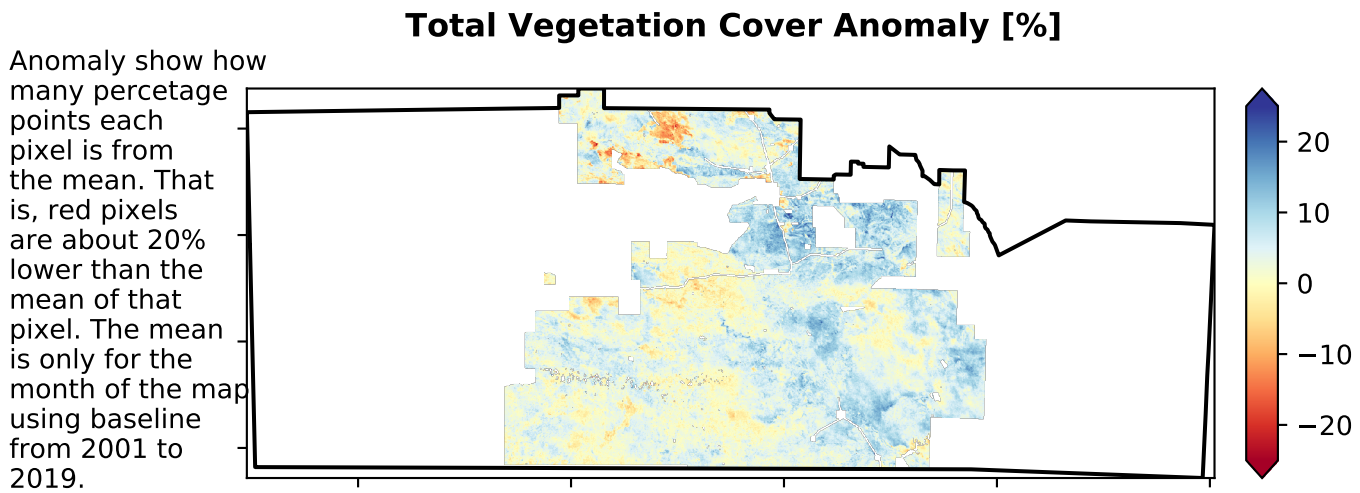 Total Vegetation Cover Anomaly [%]
Anomaly show how
many percetage
points each
pixel is from
the mean. That
is, red pixels
are about 20%
lower than the
mean of that
pixel. The mean
is only for the
month of the map
using baseline
from 2001 to
2019.
20
10
0
−10
−20